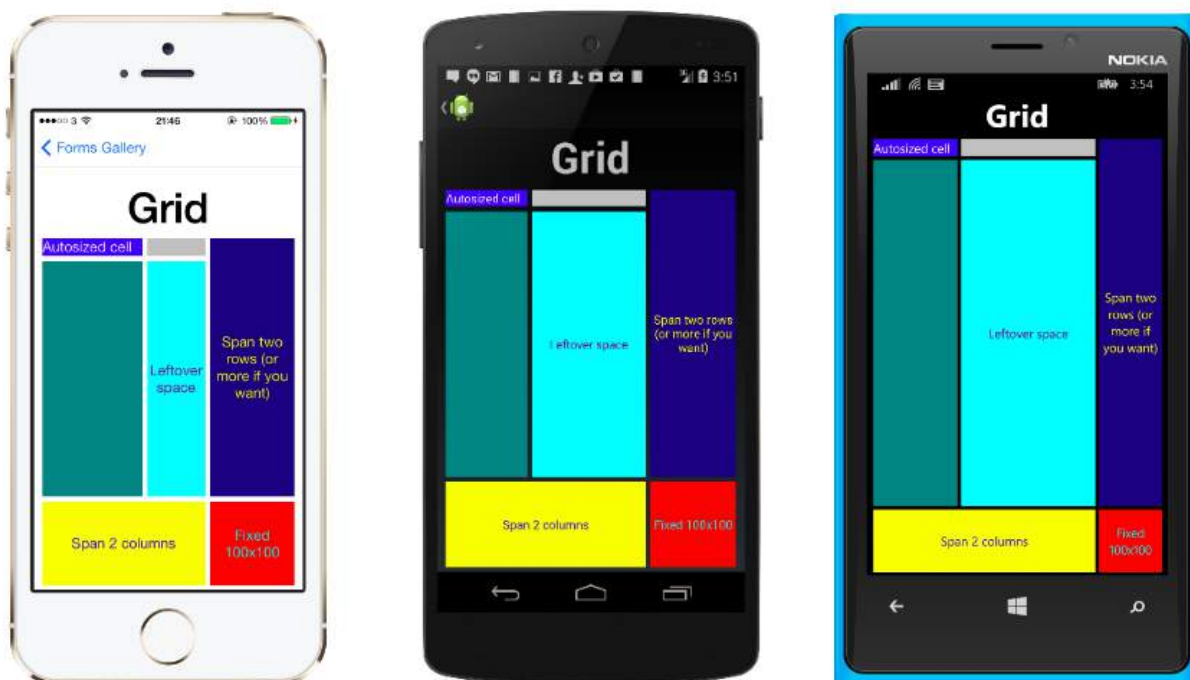 3 21:46 100%
Forms Gallery
Grid
Autosized cell
Leftover
space
Span two
rows (or
more if you
want)
Span 2 columns
Fixed
100x100
3:51
Grid
Autosized cell
Leftover space
Span two rows
(or more if you
want)
Span 2 columns
Fixed 100x100
NOKIA
3:54
Grid
Autosized cell
Leftover space
Span two
rows (or
more if
you want)
Span 2 columns
Fixed
100x100